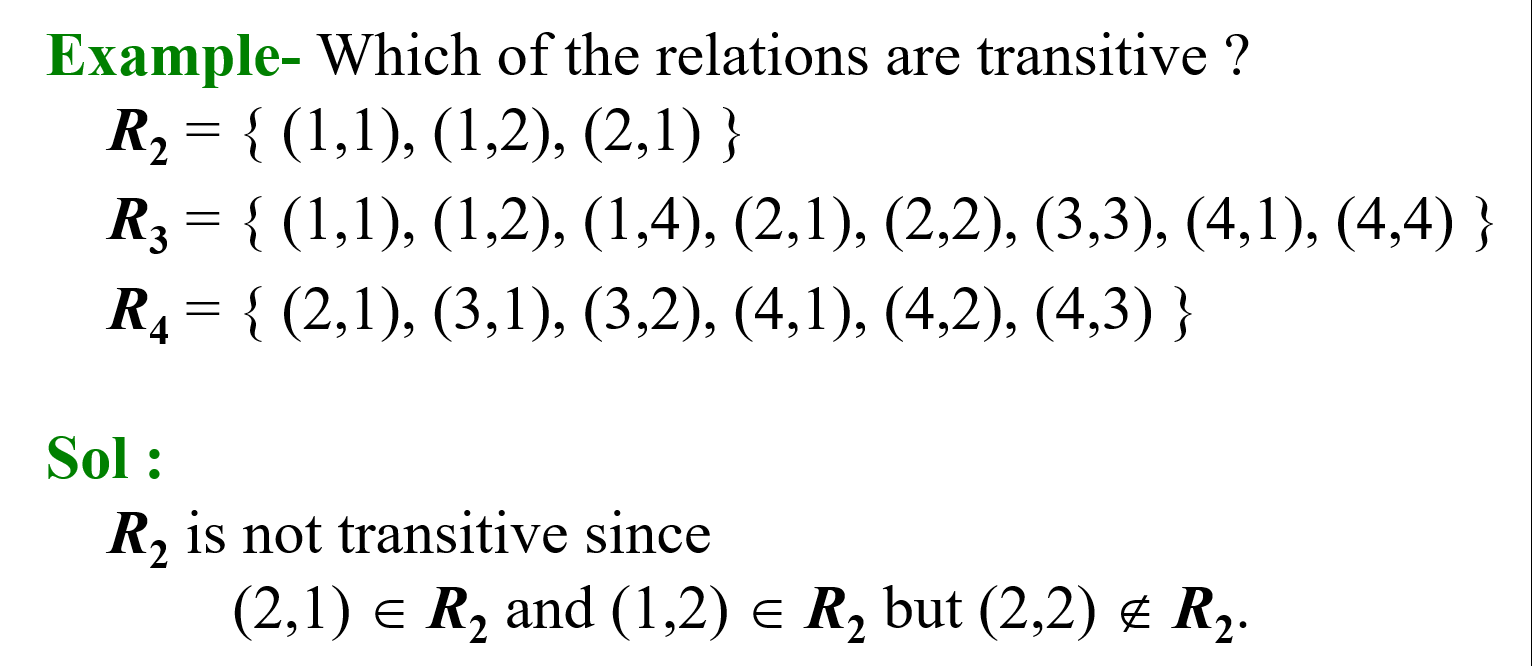 Example- Which of the relations are transitive ?
R2 = { (1,1), (1,2), (2,1) }
R3 = { (1,1), (1,2), (1,4), (2,1), (2,2), (3,3), (4,1), (4,4) }
R4 = { (2,1), (3,1), (3,2), (4,1), (4,2), (4,3) }
Sol :
R2 is not transitive since
(2,1) ∈ R2 and (1,2) ∈ R2 but (2,2) ∉ R2.